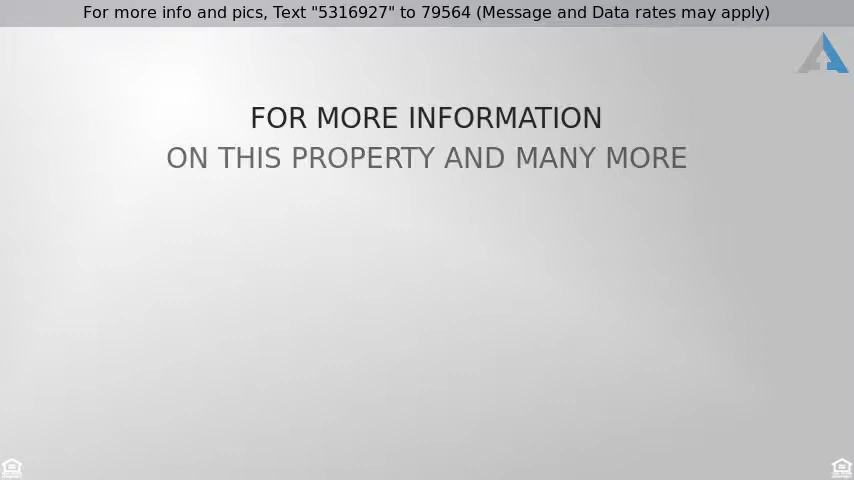 For more info and pics, Text "5316927" to 79564 (Message and Data rates may apply)
FOR MORE INFORMATION
ON THIS PROPERTY AND MANY MORE